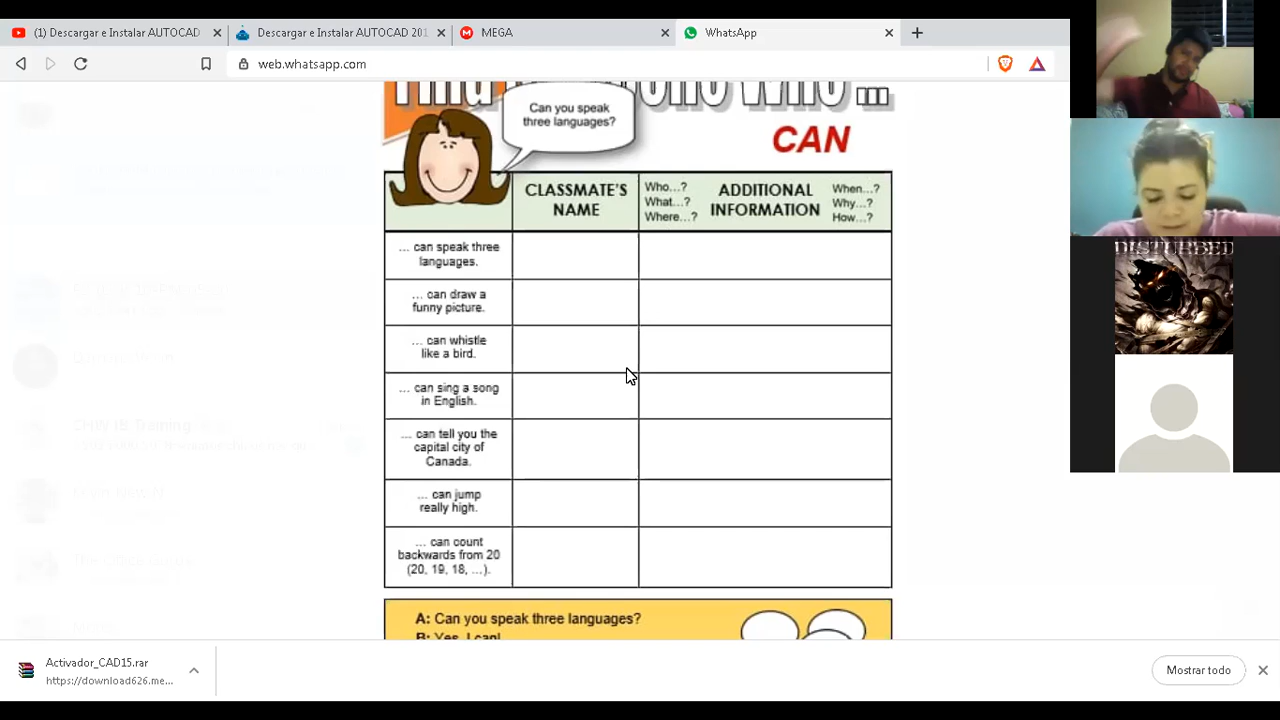 (1) Descargar e Instalar AUTOCAD
Descargar e Instalar AUTOCAD 201
MEGA
WhatsApp
web.whatsapp.com
Who ...
Can you speak
three languages?
CAN
CLASSMATE'S
NAME
Who...?
What...?
Where...?
ADDITIONAL
INFORMATION
When...?
Why...?
How...?
... can speak three
languages.
... can draw a
funny picture.
... can whistle
like a bird.
... can sing a song
in English.
... can tell you the
capital city of
Canada.
... can jump
really high.
... can count
backwards from 20
(20, 19, 18, ...).
A: Can you speak three languages?
B: Yes, I can!
DISTURBED
Activador_CAD15.rar
https://download626.me...
Mostrar todo